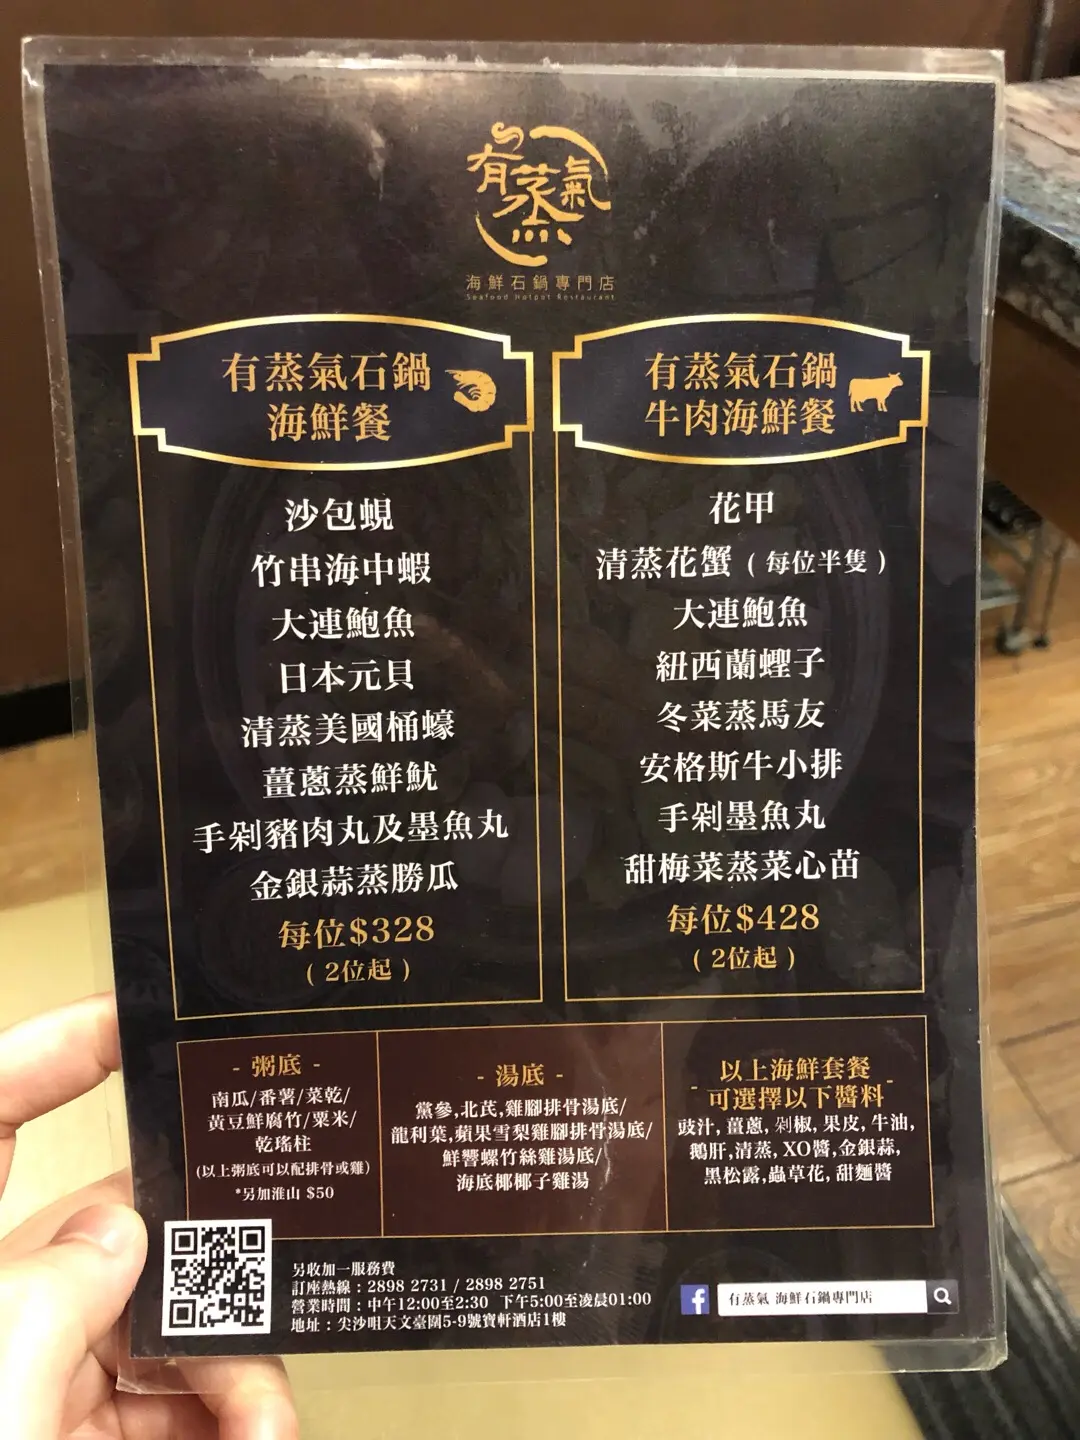 有蒸氣
海鮮石鍋專門店
Seafood Hotpot Restaurant
有蒸氣石鍋
海鮮餐
沙包蜆
竹串海中蝦
大連鮑魚
日本元貝
清蒸美國桶蠔
薑蔥蒸鮮魷
手剁豬肉丸及墨魚丸
金銀蒜蒸勝瓜
每位$328
( 2位起 )
有蒸氣石鍋
牛肉海鮮餐
花甲
清蒸花蟹 ( 每位半隻 )
大連鮑魚
紐西蘭蟶子
冬菜蒸馬友
安格斯牛小排
手剁墨魚丸
甜梅菜蒸菜心苗
每位$428
( 2位起 )
- 粥底 -
南瓜/番薯/菜乾/
黃豆鮮腐竹/粟米/
乾瑤柱
(以上粥底可以配排骨或雞)
*另加淮山 $50
- 湯底 -
黨參,北芪,雞腳排骨湯底/
龍利葉,蘋果雪梨雞腳排骨湯底/
鮮響螺竹絲雞湯底/
海底椰椰子雞湯
以上海鮮套餐
- 可選擇以下醬料 -
豉汁, 薑蔥, 剁椒, 果皮, 牛油,
鵝肝,清蒸, XO醬,金銀蒜,
黑松露,蟲草花, 甜麵醬
另收加一服務費
訂座熱線 : 2898 2731 / 2898 2751
營業時間 : 中午12:00至2:30 下午5:00至凌晨01:00
地址 : 尖沙咀天文臺圍5-9號寶軒酒店1樓
f
有蒸氣 海鮮石鍋專門店